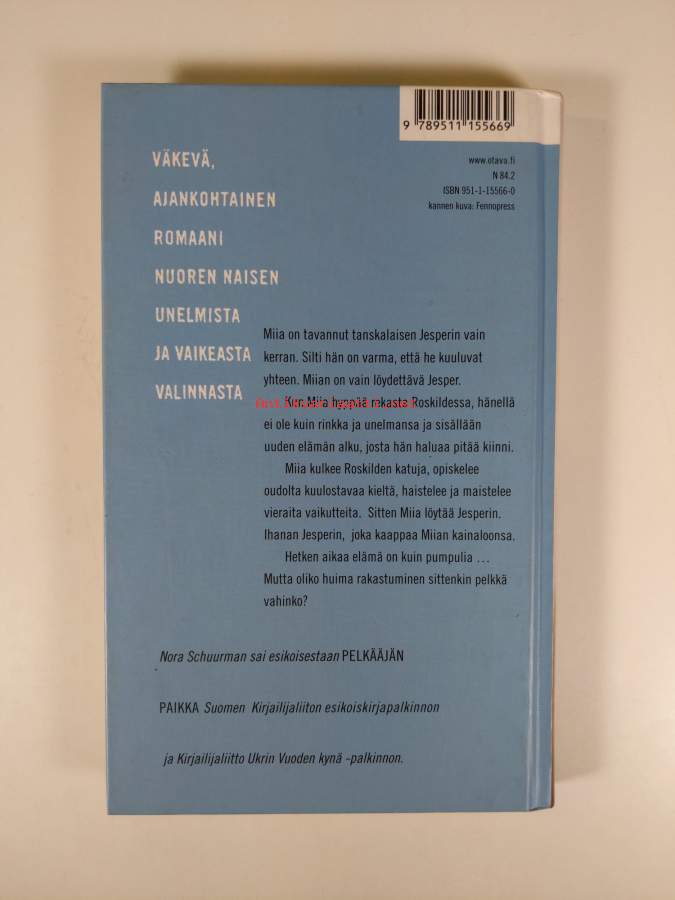 9 789511 155669
www.otava.fi
N 84.2
ISBN 951-1-15566-0
kannen kuva: Fennopress
VÄKEVÄ,
AJANKOHTAINEN
ROMAANI
NUOREN NAISEN
UNELMISTA
JA VAIKEASTA
VALINNASTA
Miia on tavannut tanskalaisen Jesperin vain
kerran. Silti hän on varma, että he kuuluvat
yhteen. Miian on vain löydettävä Jesper.
Kun Miia hyppää rekasta Roskildessa, hänellä
ei ole kuin rinkka ja unelmansa ja sisällään
uuden elämän alku, josta hän haluaa pitää kiinni.
Miia kulkee Roskilden katuja, opiskelee
oudolta kuulostavaa kieltä, haistelee ja maistelee
vieraita vaikutteita. Sitten Miia löytää Jesperin.
Ihanan Jesperin, joka kaappaa Miian kainaloonsa.
Hetken aikaa elämä on kuin pumpulia ...
Mutta oliko huima rakastuminen sittenkin pelkkä
vahinko?
Nora Schuurman sai esikoisestaan PELKÄÄJÄN
PAIKKA Suomen Kirjailijaliiton esikoiskirjapalkinnon
ja Kirjailijaliitto Ukrin Vuoden kynä -palkinnon.